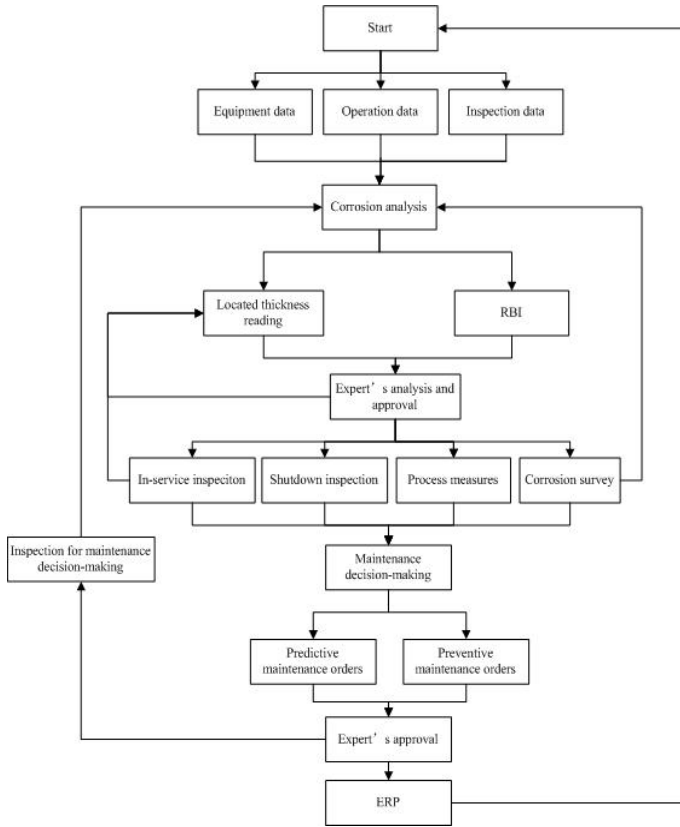 Start
Equipment data
Operation data
Inspection data
Corrosion analysis
Located thickness
reading
RBI
Expert’s analysis and
approval
In-service inspeciton
Shutdown inspection
Process measures
Corrosion survey
Inspection for maintenance
decision-making
Maintenance
decision-making
Predictive
maintenance orders
Preventive
maintenance orders
Expert’s approval
ERP